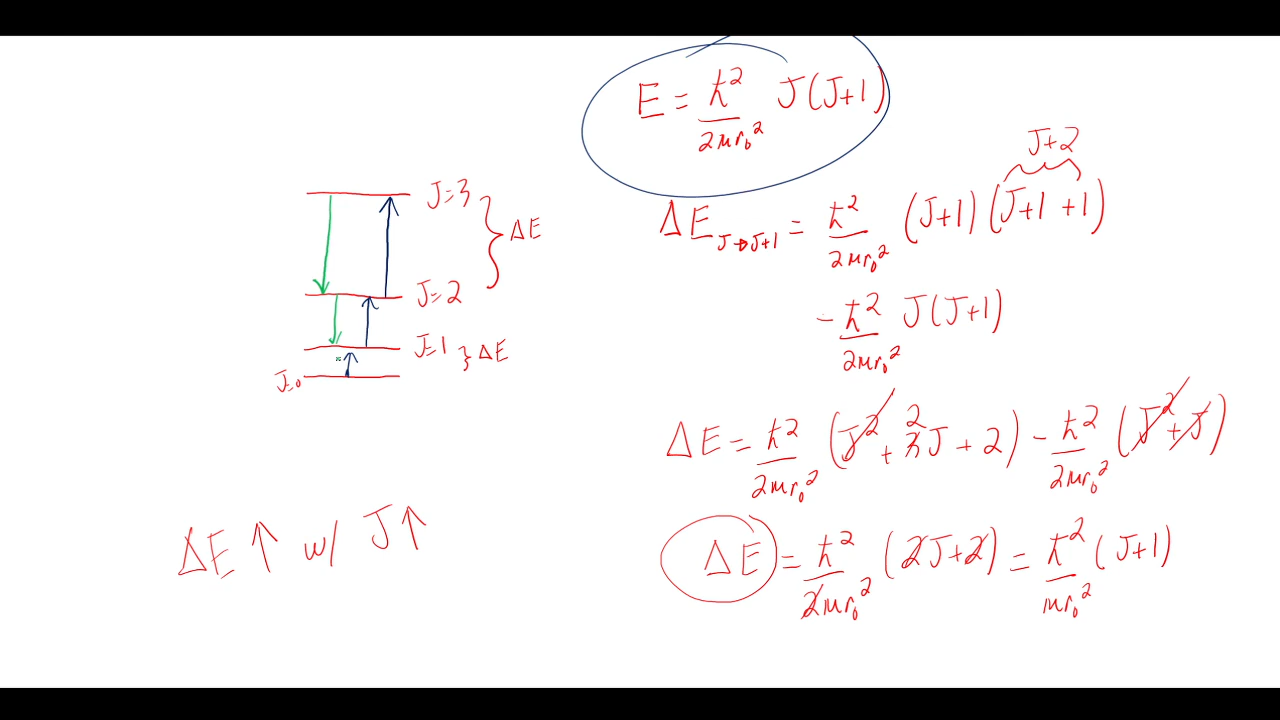 E = ħ²/2μr₀² J(J+1)
J+2
ΔE J→J+1 = ħ²/2μr₀² (J+1)(J+1+1)
- ħ²/2μr₀² J(J+1)
J=3
ΔE
J=2
J=1
ΔE
J=0
ΔE = ħ²/2μr₀² (J² + 3J + 2) - ħ²/2μr₀² (J² + J)
2
ΔE = ħ²/2μr₀² (2J+2) = ħ²/μr₀² (J+1)
ΔE ↑ w/ J↑